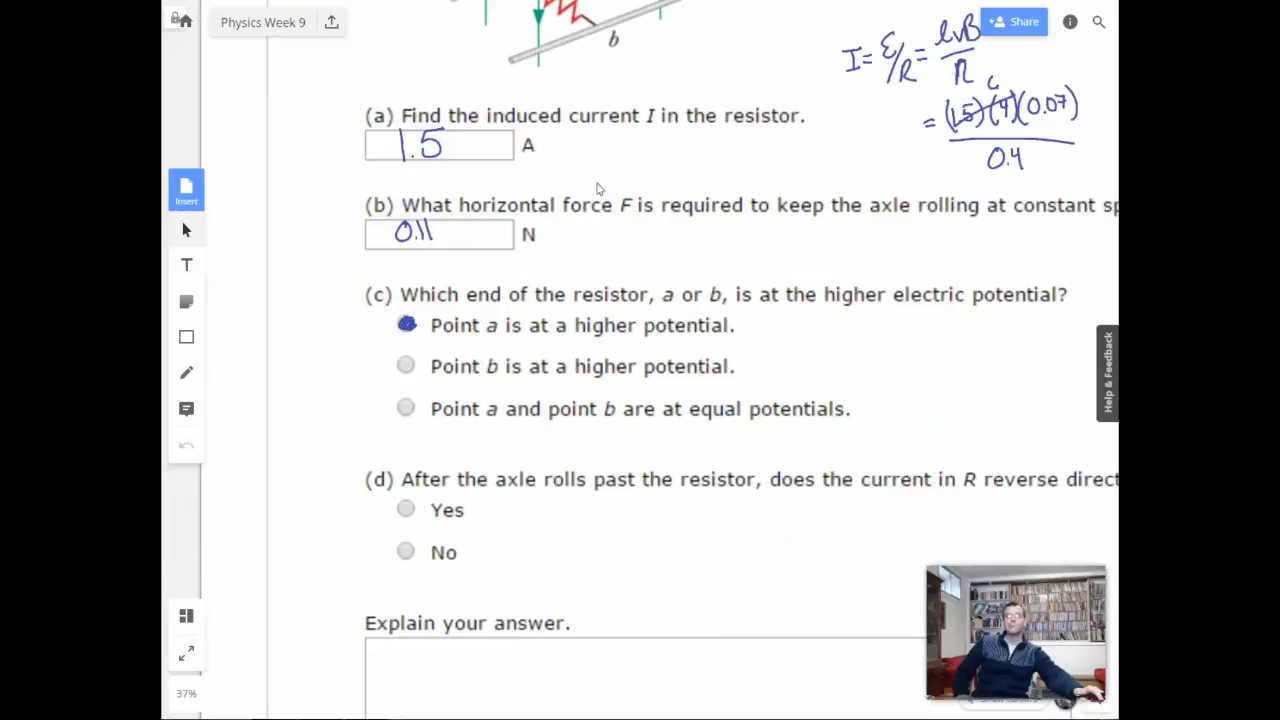 Physics Week 9
Share
b
I = ε/R = lvB/R
(a) Find the induced current I in the resistor.
6
= (1.5)(4)(0.07)/0.4
1.5 A
Insert
(b) What horizontal force F is required to keep the axle rolling at constant sp
0.11 N
T
(c) Which end of the resistor, a or b, is at the higher electric potential?
Point a is at a higher potential.
Point b is at a higher potential.
Help & Feedback
Point a and point b are at equal potentials.
(d) After the axle rolls past the resistor, does the current in R reverse direct
Yes
No
Explain your answer.
37%